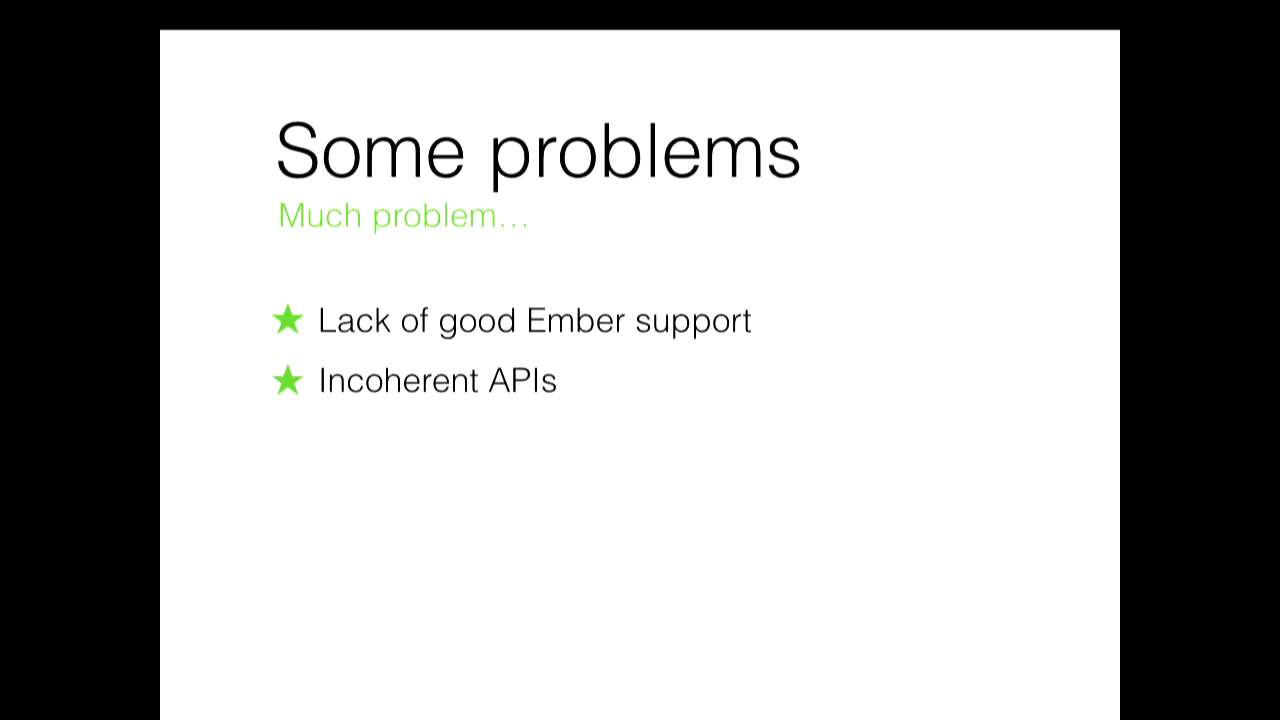 Some problems
Much problem…
Lack of good Ember support
Incoherent APIs